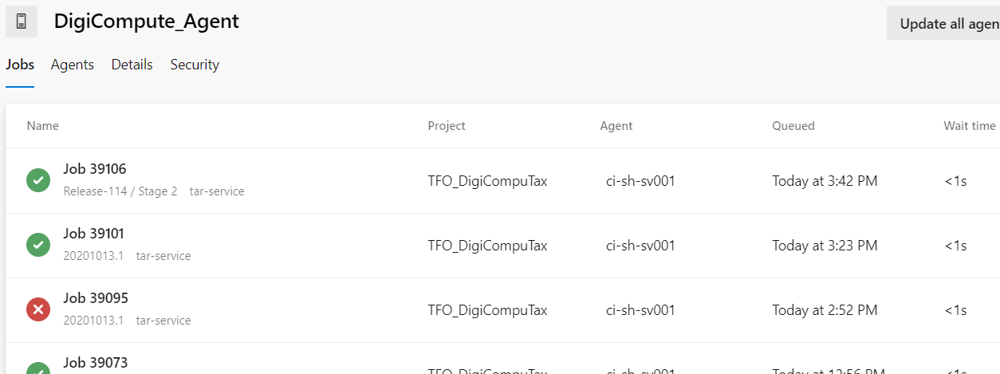 DigiCompute_Agent
Update all agen
Jobs Agents Details Security
Name Project Agent Queued Wait time
Job 39106
Release-114 / Stage 2 tar-service TFO_DigiCompuTax ci-sh-sv001 Today at 3:42 PM <1s
Job 39101
20201013.1 tar-service TFO_DigiCompuTax ci-sh-sv001 Today at 3:23 PM <1s
Job 39095
20201013.1 tar-service TFO_DigiCompuTax ci-sh-sv001 Today at 2:52 PM <1s
Job 39073
TFO_DigiCompuTax ci-sh-sv001 Today at 12:56 PM <1s